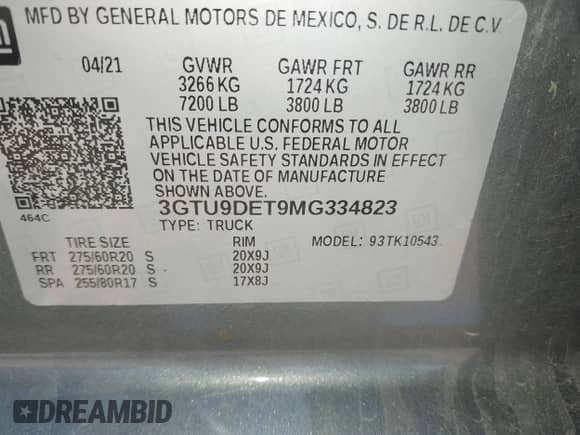 GM
MFD BY GENERAL MOTORS DE MEXICO, S. DE R.L. DE C.V.
04/21 GVWR GAWR FRT GAWR RR
3266 KG 1724 KG 1724 KG
7200 LB 3800 LB 3800 LB
THIS VEHICLE CONFORMS TO ALL
APPLICABLE U.S. FEDERAL MOTOR
VEHICLE SAFETY STANDARDS IN EFFECT
ON THE DATE OF MANUFACTURE
SHOWN ABOVE.
464C
3GTU9DET9MG334823
TYPE: TRUCK
TIRE SIZE RIM MODEL: 93TK10543
FRT 275/60R20 S 20X9J
RR 275/60R20 S 20X9J
SPA 255/80R17 S 17X8J
DREAMBID